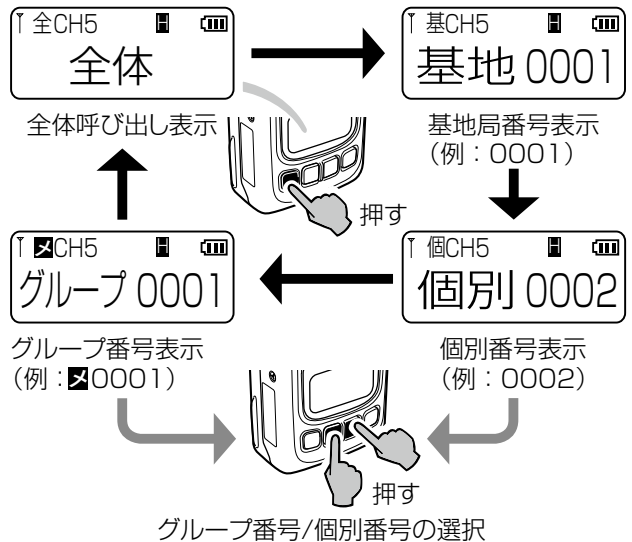 全CH5
全体
全体呼び出し表示
基CH5
基地 0001
基地局番号表示
（例：0001）
押す
メCH5
グループ 0001
グループ番号表示
（例：メ0001）
個CH5
個別 0002
個別番号表示
（例：0002）
押す
グループ番号/個別番号の選択